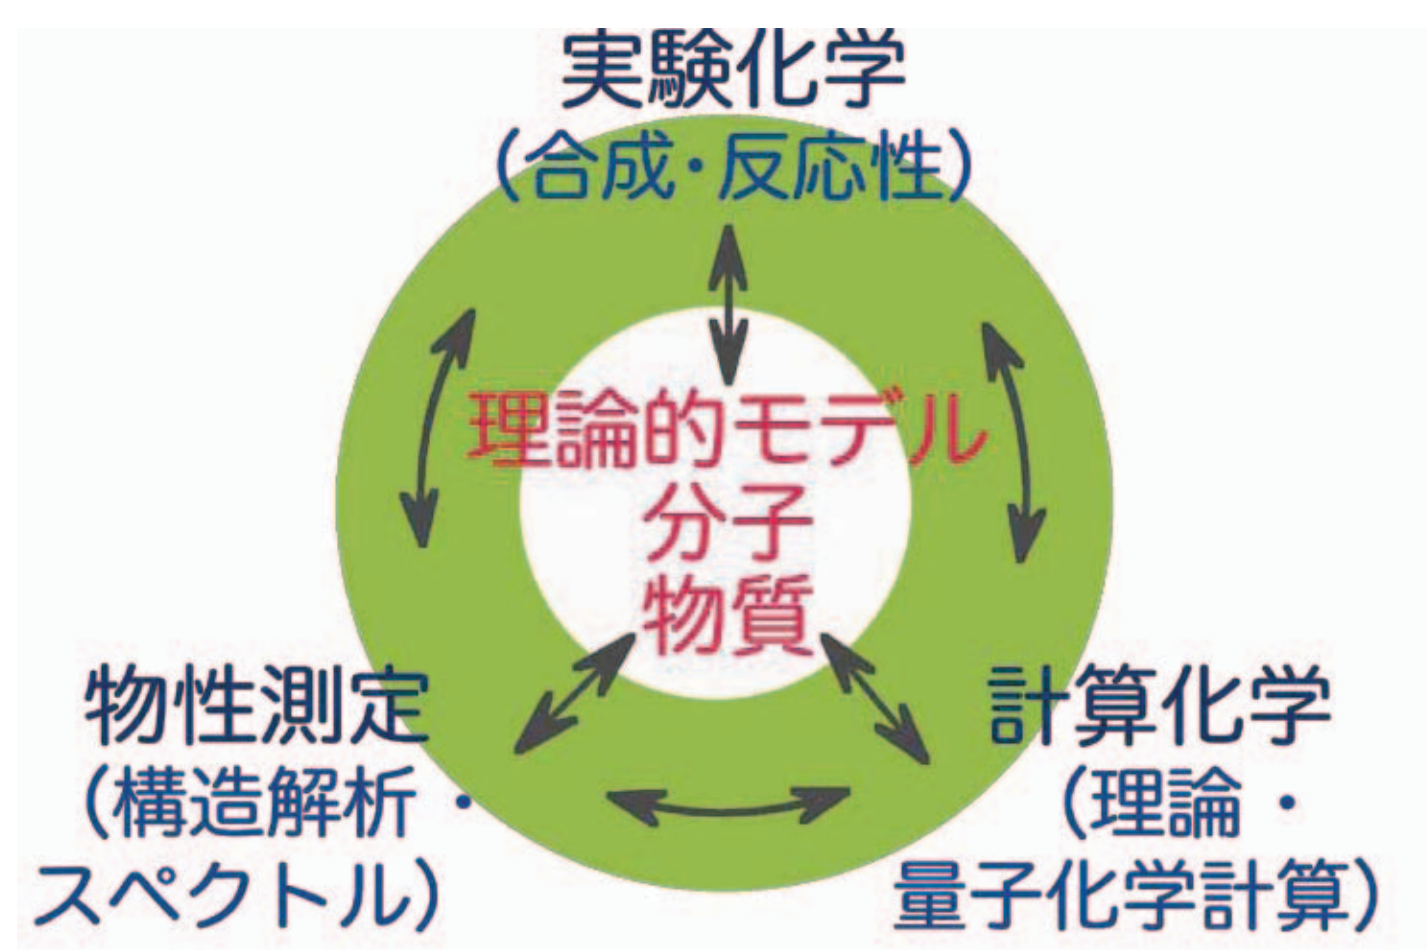 実験化学
(合成・反応性)
理論的モデル
分子
物質
物性測定
(構造解析・
スペクトル)
計算化学
(理論・
量子化学計算)